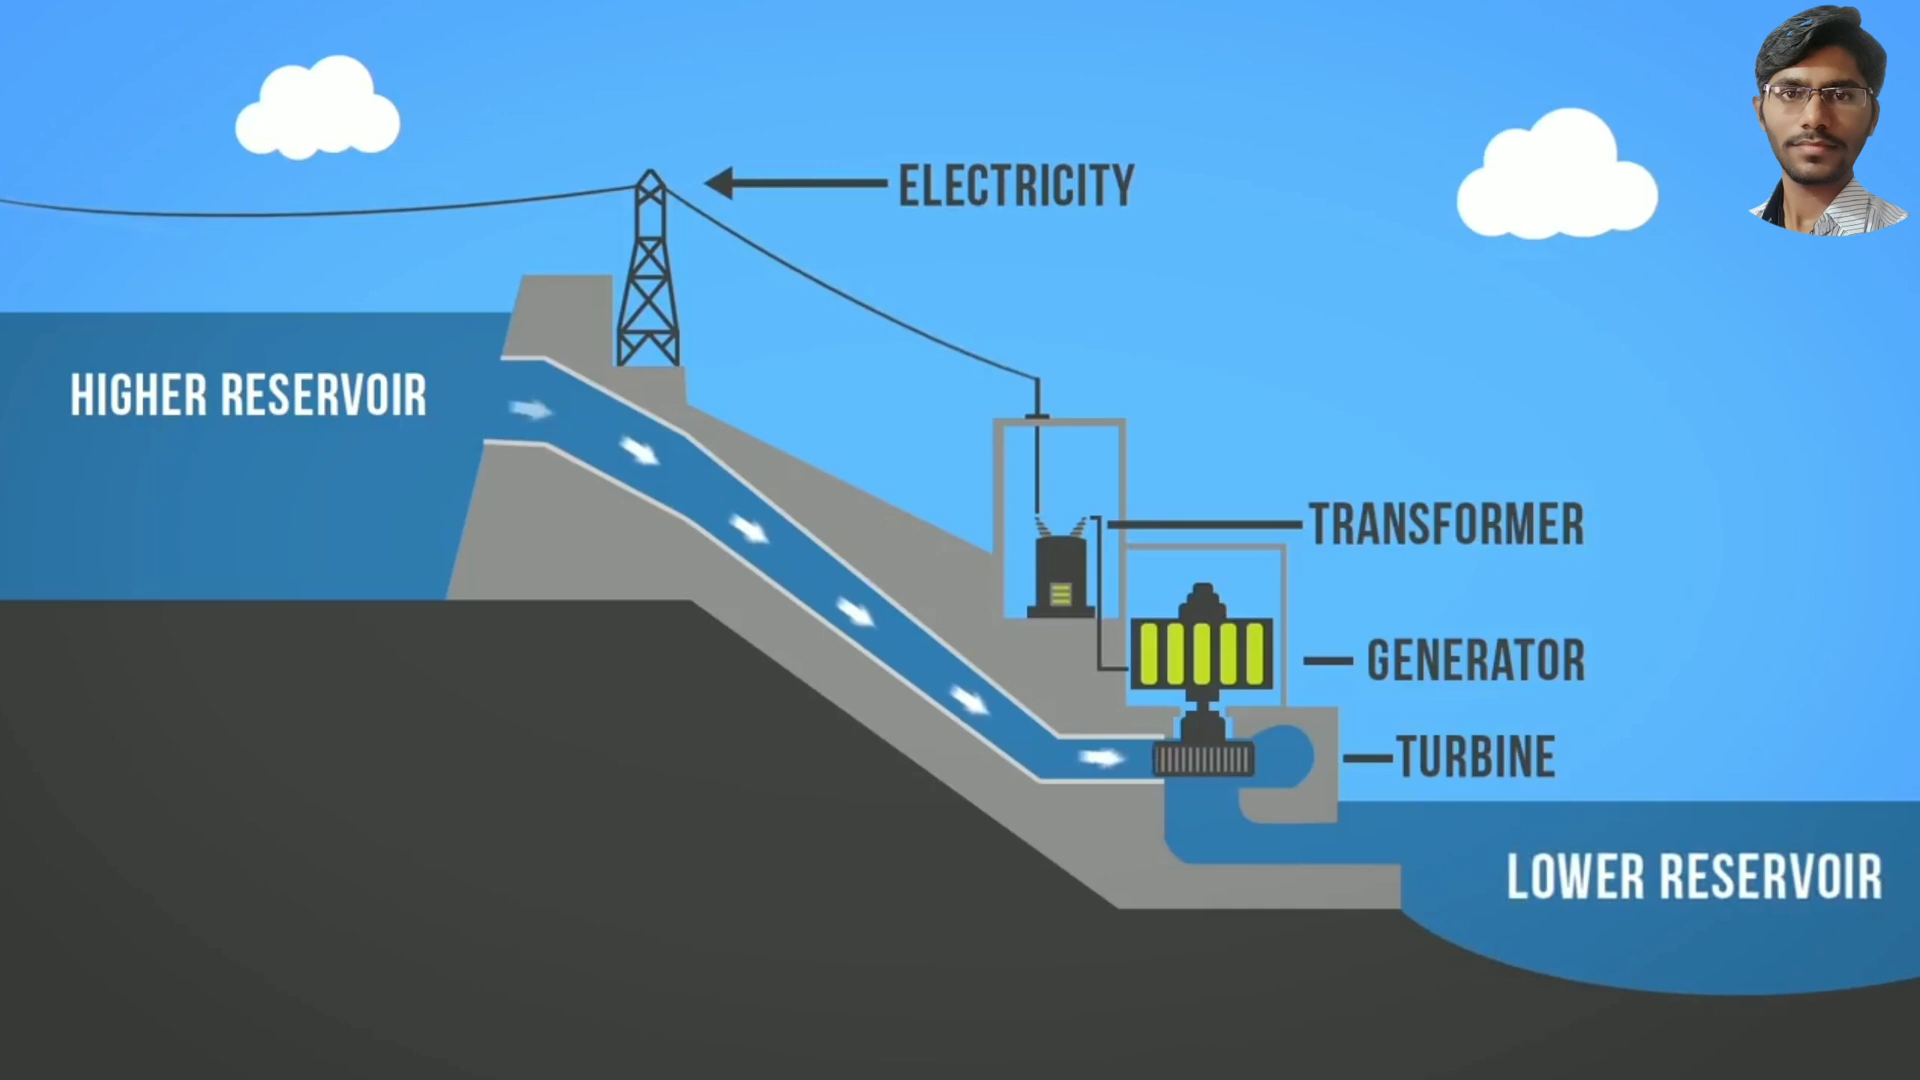 ELECTRICITY
HIGHER RESERVOIR
TRANSFORMER
GENERATOR
TURBINE
LOWER RESERVOIR